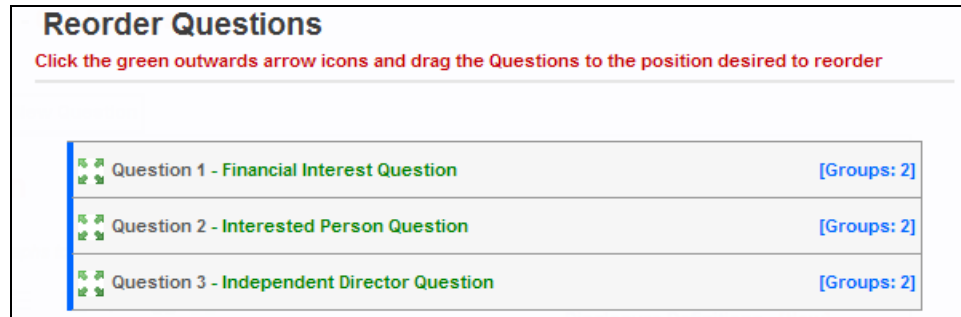 Reorder Questions
Click the green outwards arrow icons and drag the Questions to the position desired to reorder
Question 1 - Financial Interest Question [Groups: 2]
Question 2 - Interested Person Question [Groups: 2]
Question 3 - Independent Director Question [Groups: 2]